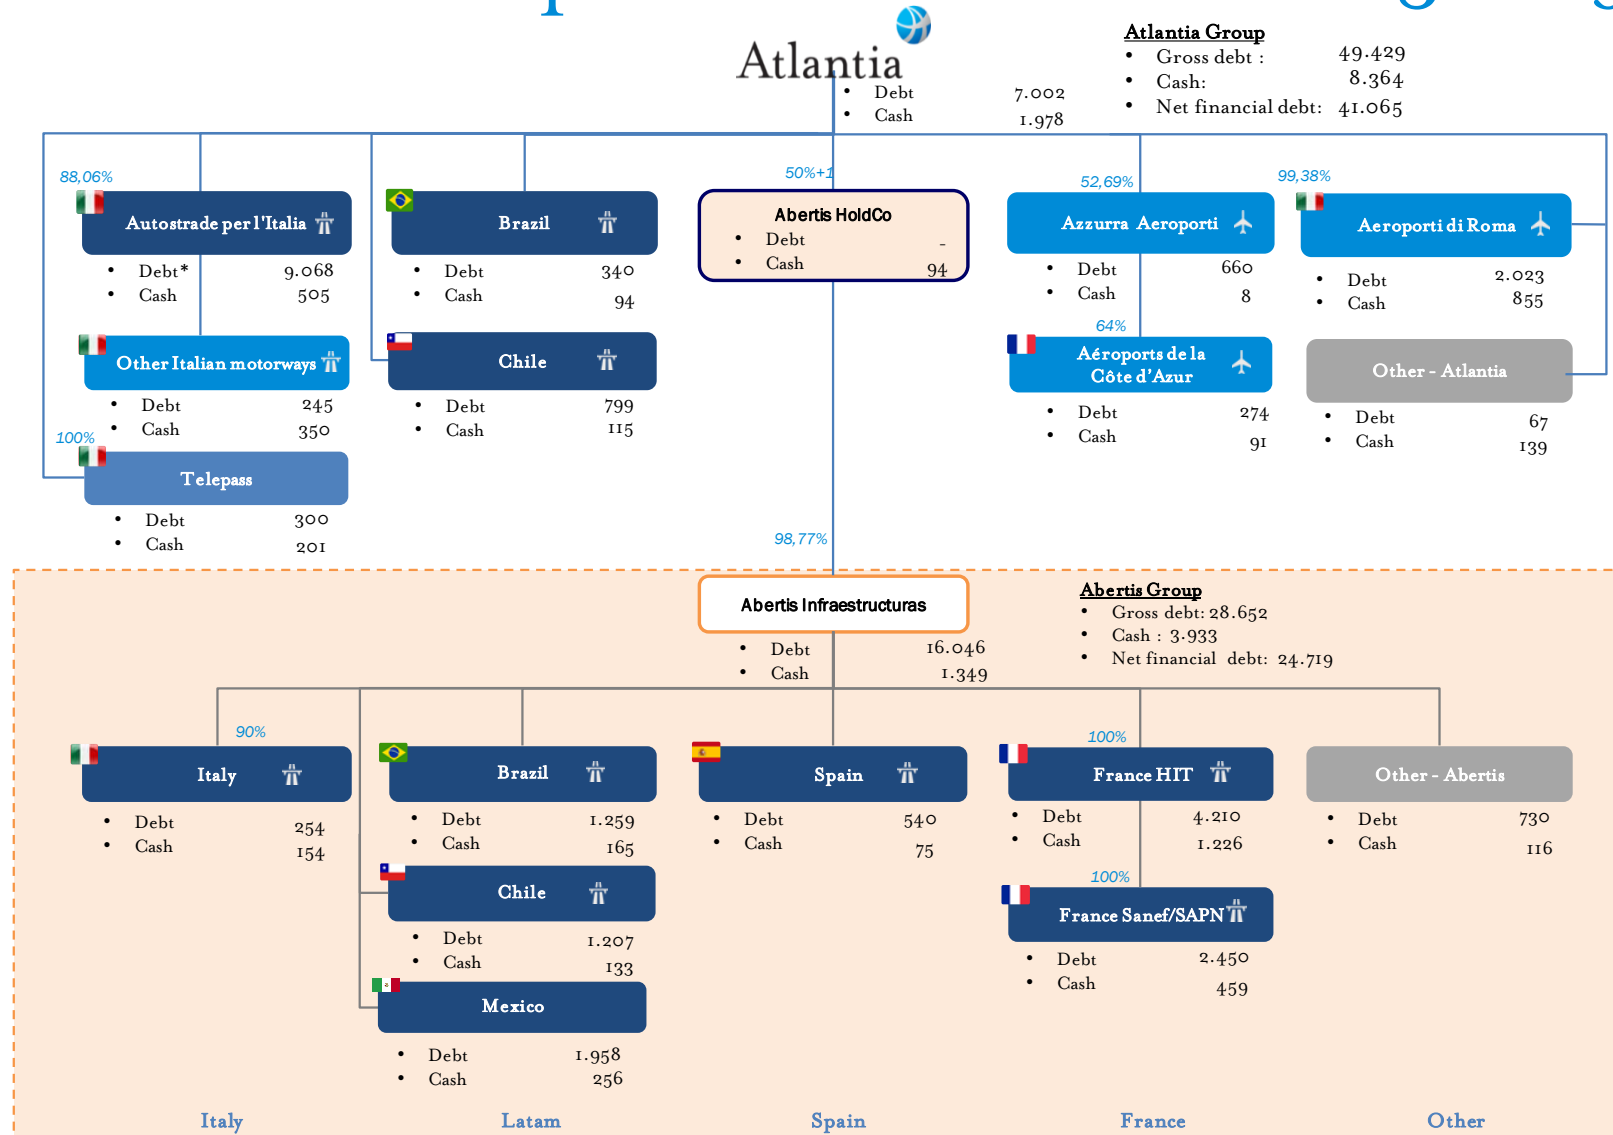 Atlantia
• Debt 7.002
• Cash 1.978
Atlantia Group
• Gross debt : 49.429
• Cash: 8.364
• Net financial debt: 41.065
88,06%
Autostrade per l'Italia
• Debt* 9.068
• Cash 505
Other Italian motorways
• Debt 245
• Cash 350
100%
Telepass
• Debt 300
• Cash 201
Brazil
• Debt 340
• Cash 94
Chile
• Debt 799
• Cash 115
50%+1
Abertis HoldCo
• Debt -
• Cash 94
52,69%
Azzurra Aeroporti
• Debt 660
• Cash 8
64%
Aéroports de la
Côte d'Azur
• Debt 274
• Cash 91
99,38%
Aeroporti di Roma
• Debt 2.023
• Cash 855
Other - Atlantia
• Debt 67
• Cash 139
98,77%
Abertis Infraestructuras
• Debt 16.046
• Cash 1.349
Abertis Group
• Gross debt: 28.652
• Cash : 3.933
• Net financial debt: 24.719
90%
Italy
• Debt 254
• Cash 154
Brazil
• Debt 1.259
• Cash 165
Chile
• Debt 1.207
• Cash 133
Mexico
• Debt 1.958
• Cash 256
Spain
• Debt 540
• Cash 75
100%
France HIT
• Debt 4.210
• Cash 1.226
100%
France Sanef/SAPN
• Debt 2.450
• Cash 459
Other - Abertis
• Debt 730
• Cash 116
Italy Latam Spain France Other